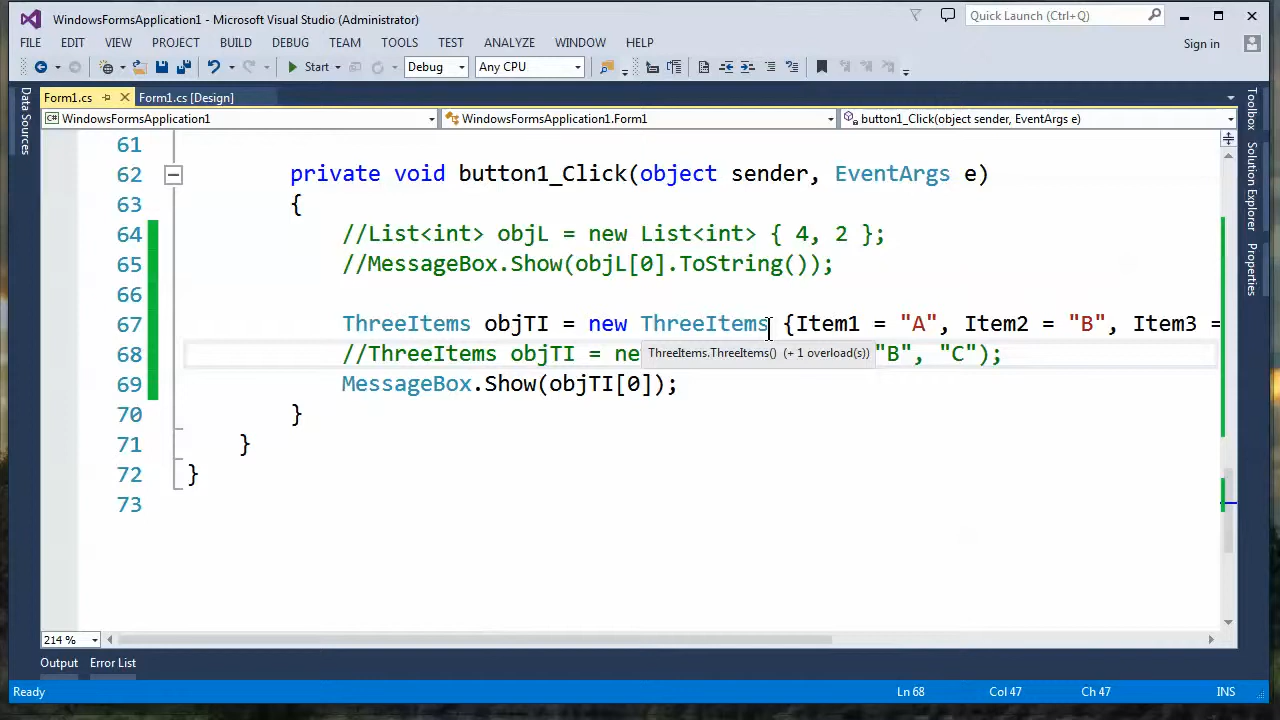 WindowsFormsApplication1 - Microsoft Visual Studio (Administrator)
Quick Launch (Ctrl+Q)
FILE EDIT VIEW PROJECT BUILD DEBUG TEAM TOOLS TEST ANALYZE WINDOW HELP
Sign in
Start Debug Any CPU
Form1.cs Form1.cs [Design]
WindowsFormsApplication1 WindowsFormsApplication1.Form1 button1_Click(object sender, EventArgs e)
Data Sources
Toolbox
Solution Explorer
Properties
61
62 private void button1_Click(object sender, EventArgs e)
63 {
64 //List<int> objL = new List<int> { 4, 2 };
65 //MessageBox.Show(objL[0].ToString());
66
67 ThreeItems objTI = new ThreeItems {Item1 = "A", Item2 = "B", Item3 =
68 //ThreeItems objTI = ne "B", "C");
ThreeItems.ThreeItems() (+ 1 overload(s))
69 MessageBox.Show(objTI[0]);
70 }
71 }
72 }
73
214 %
Output Error List
Ready Ln 68 Col 47 Ch 47 INS